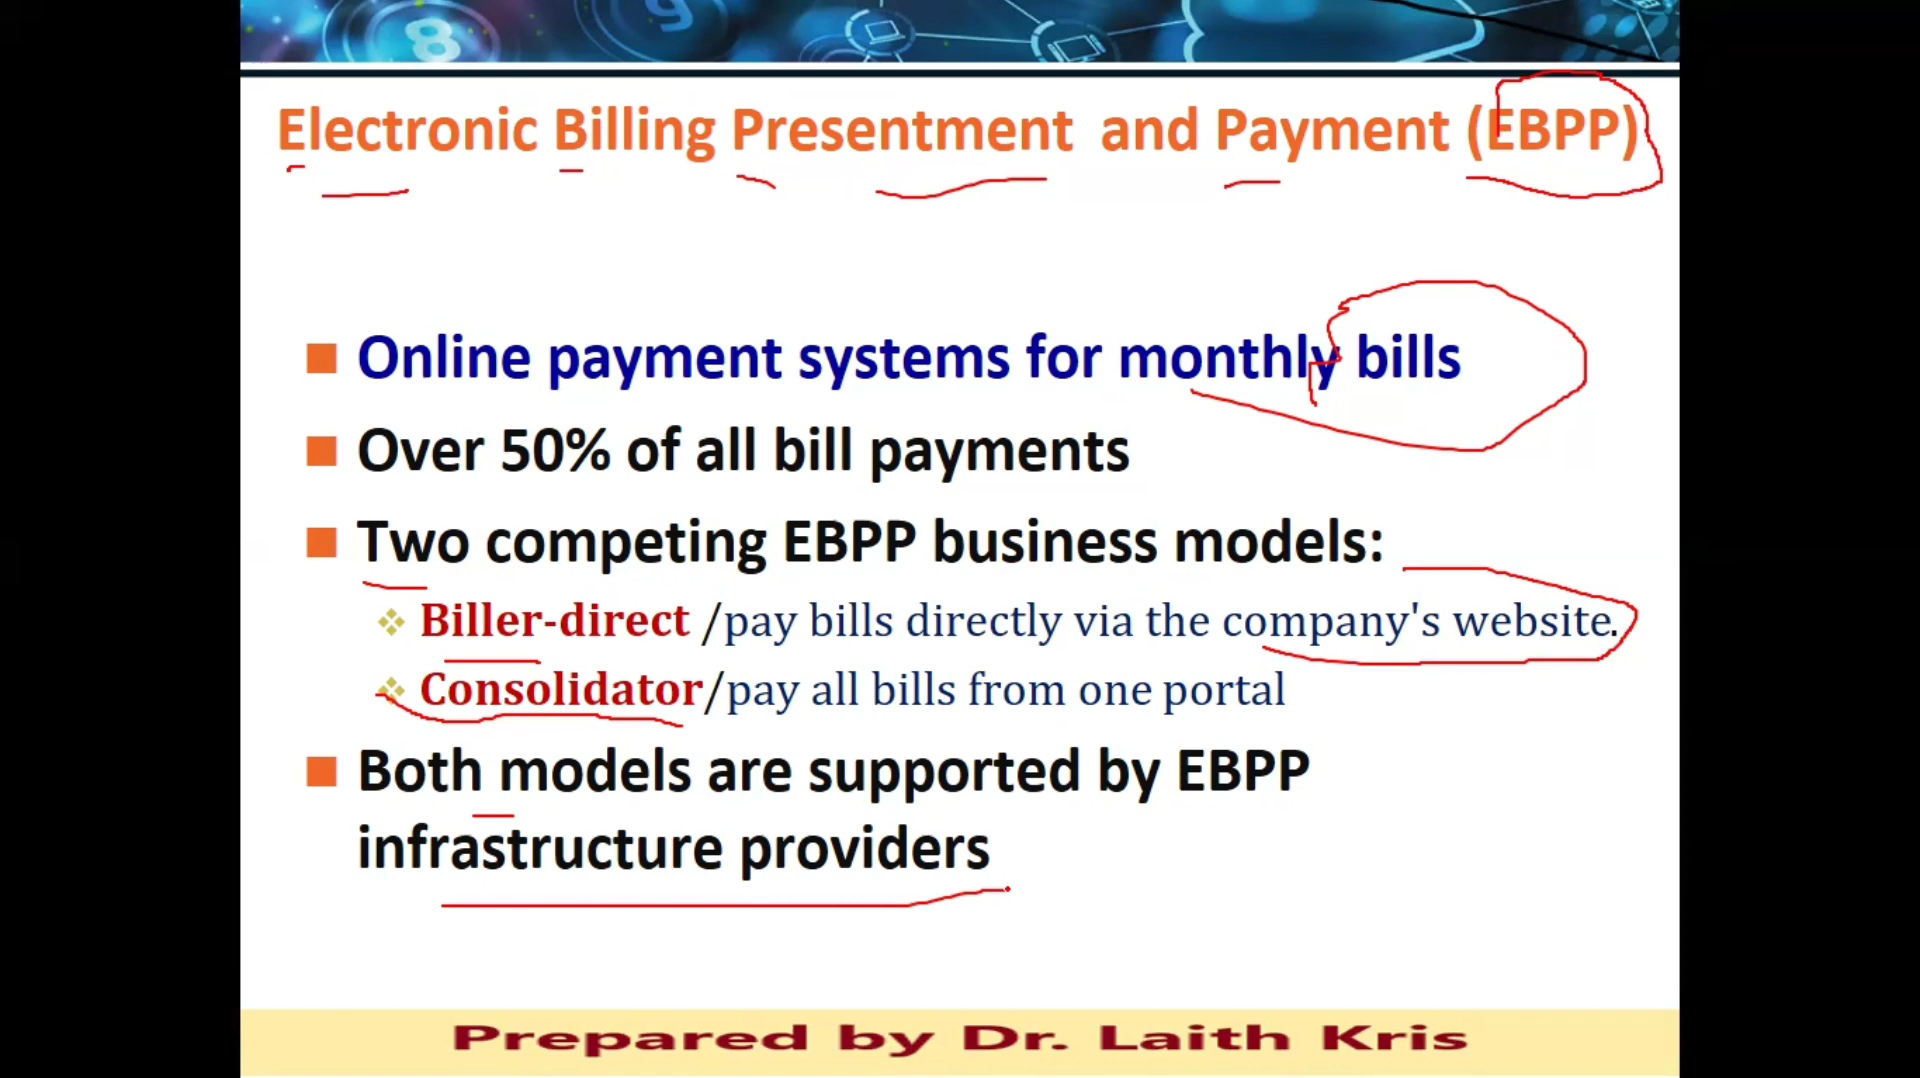 Electronic Billing Presentment and Payment (EBPP)
Online payment systems for monthly bills
Over 50% of all bill payments
Two competing EBPP business models:
Biller-direct /pay bills directly via the company's website.
Consolidator/pay all bills from one portal
Both models are supported by EBPP
infrastructure providers
Prepared by Dr. Laith Kris